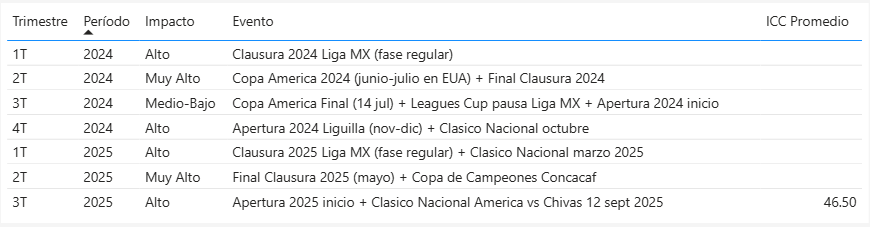 Trimestre Período Impacto Evento ICC Promedio
1T 2024 Alto Clausura 2024 Liga MX (fase regular)
2T 2024 Muy Alto Copa America 2024 (junio-julio en EUA) + Final Clausura 2024
3T 2024 Medio-Bajo Copa America Final (14 jul) + Leagues Cup pausa Liga MX + Apertura 2024 inicio
4T 2024 Alto Apertura 2024 Liguilla (nov-dic) + Clasico Nacional octubre
1T 2025 Alto Clausura 2025 Liga MX (fase regular) + Clasico Nacional marzo 2025
2T 2025 Muy Alto Final Clausura 2025 (mayo) + Copa de Campeones Concacaf
3T 2025 Alto Apertura 2025 inicio + Clasico Nacional America vs Chivas 12 sept 2025 46.50